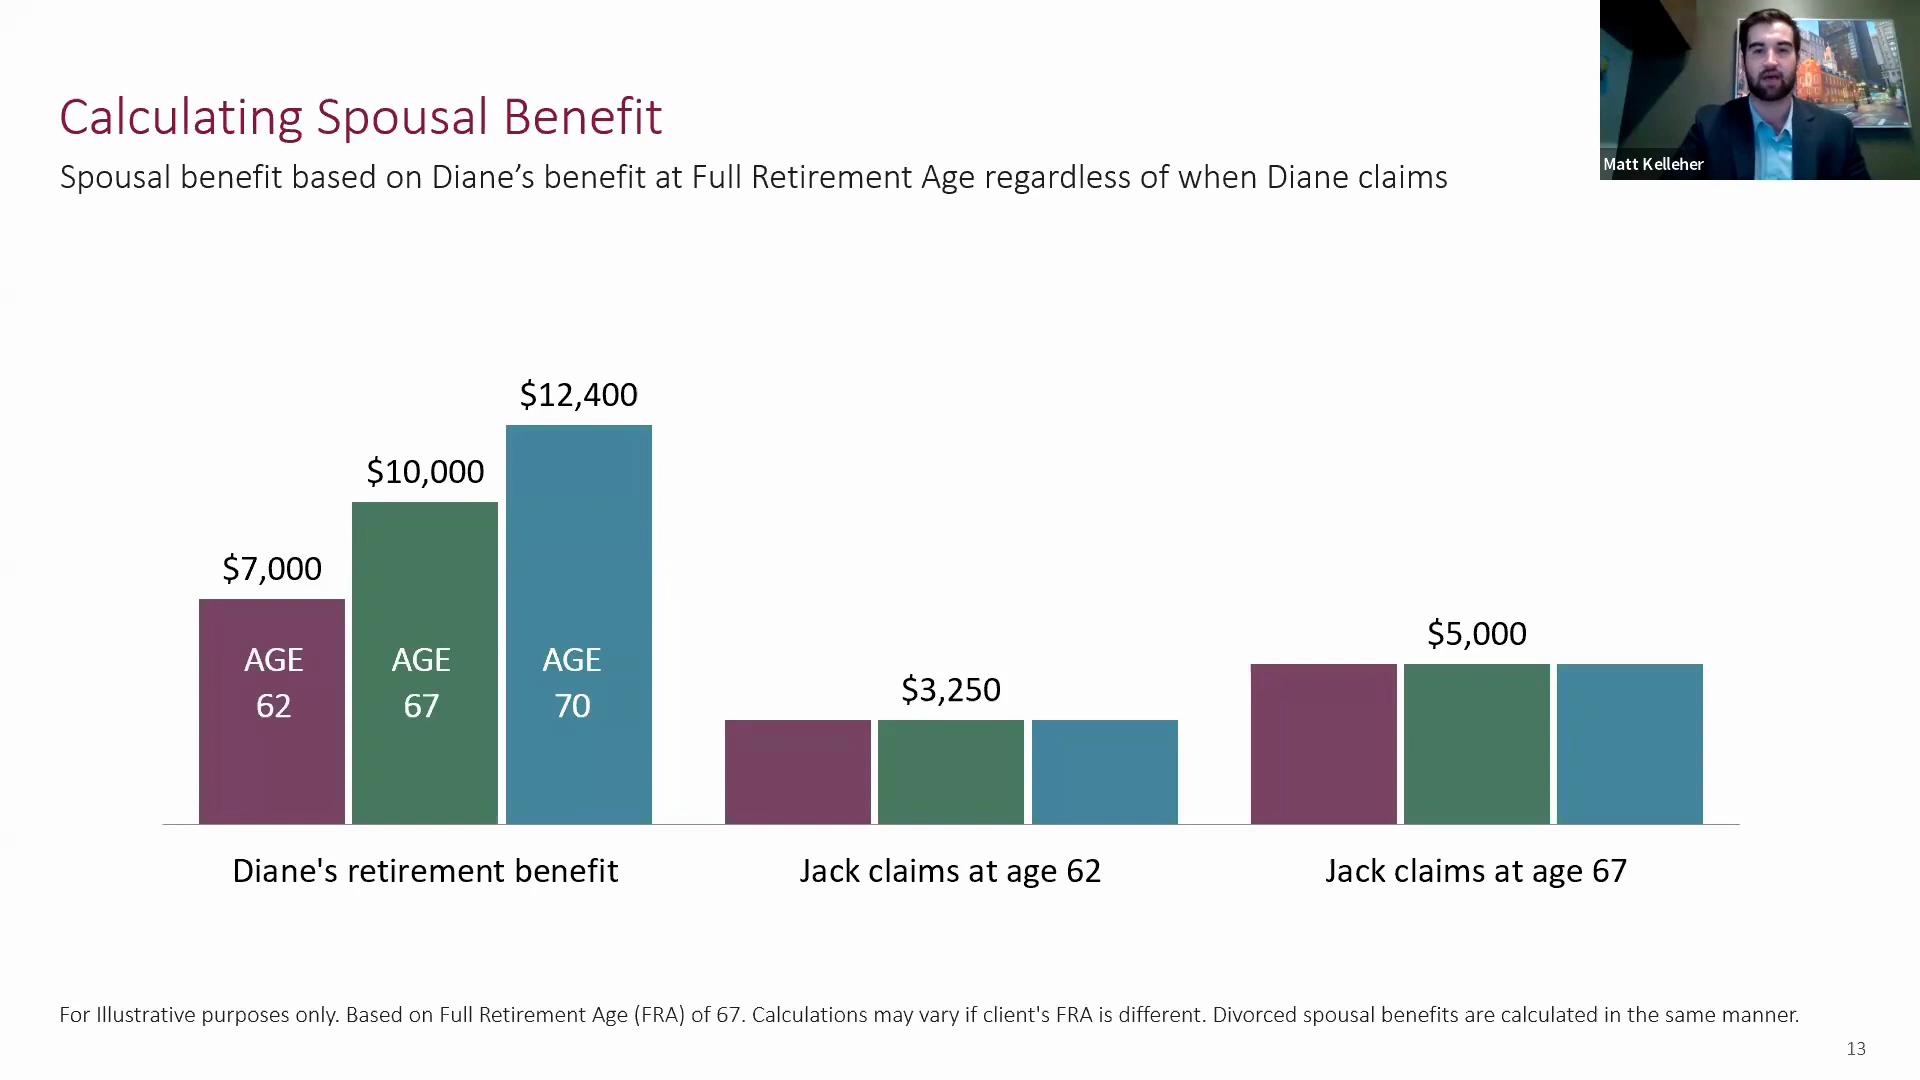 Calculating Spousal Benefit
Spousal benefit based on Diane’s benefit at Full Retirement Age regardless of when Diane claims
Matt Kelleher
$12,400
$10,000
$7,000
AGE 62
AGE 67
AGE 70
$3,250
$5,000
Diane's retirement benefit
Jack claims at age 62
Jack claims at age 67
For Illustrative purposes only. Based on Full Retirement Age (FRA) of 67. Calculations may vary if client's FRA is different. Divorced spousal benefits are calculated in the same manner.
13